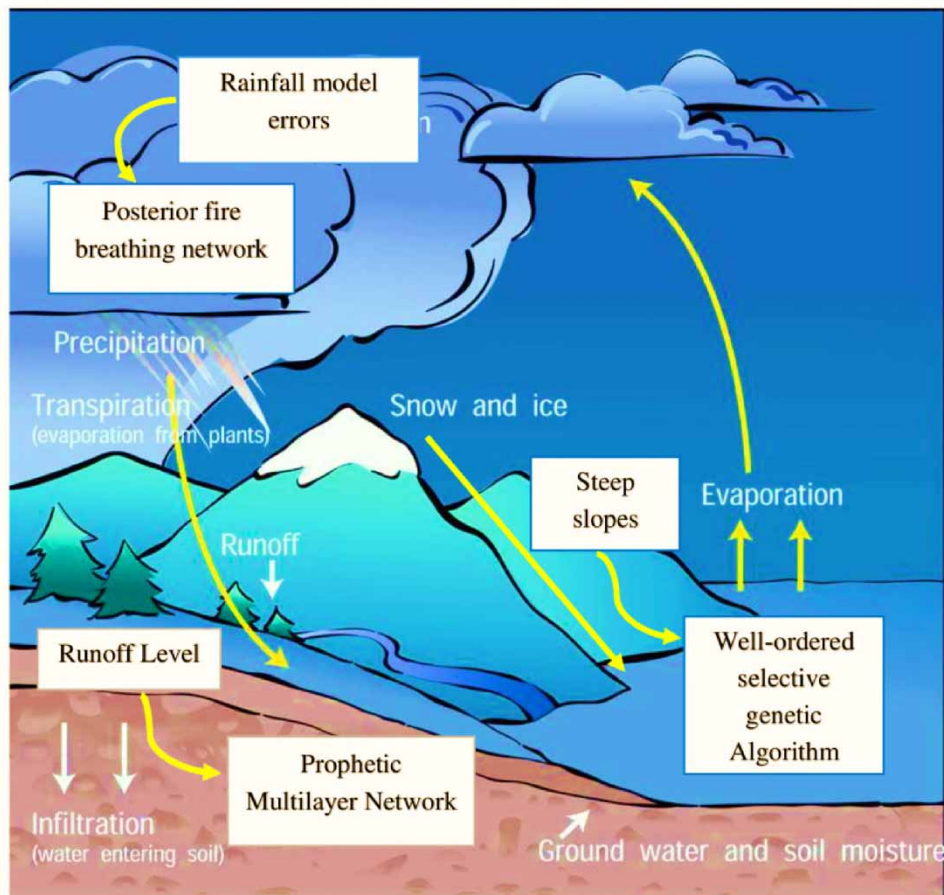 Rainfall model
errors
n
Posterior fire
breathing network
Precipitation
Transpiration
(evaporation from plants)
Snow and ice
Steep
slopes
Evaporation
Runoff
Runoff Level
Well-ordered
selective
genetic
Algorithm
Prophetic
Multilayer Network
Infiltration
(water entering soil)
Ground water and soil moisture